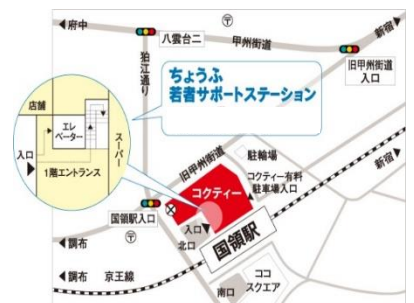 ◀府中
〒
八雲台二
甲州街道
新宿▶
旧甲州街道
入口
狛江通り
ちょうふ
若者サポートステーション
店舗
エレ
ベーター
スーパー
入口
1階エントランス
旧甲州街道
駐輪場
新宿▶
コクティー有料
駐車場入口
コクティー
国領駅入口
〒
入口
北口
国領駅
◀調布
◀調布 京王線
南口
ココ
スクエア